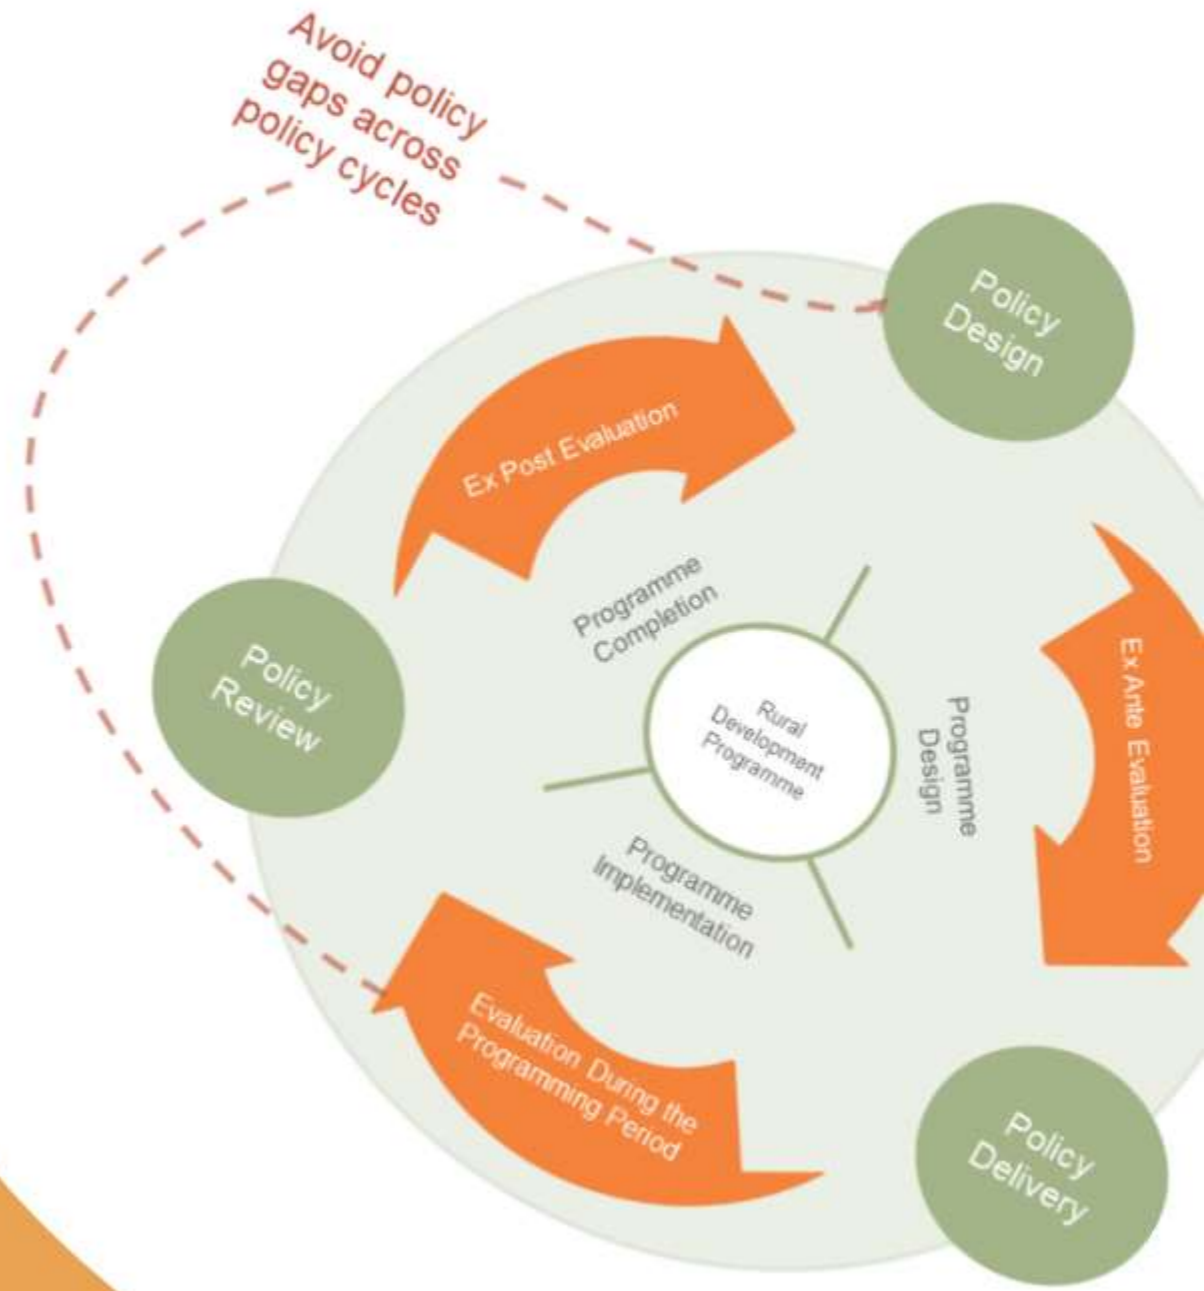 Avoid policy
gaps across
policy cycles
Policy
Design
Ex Post Evaluation
Programme
Completion
Ex Ante Evaluation
Policy
Review
Rural
Development
Programme
Programme
Design
Programme
Implementation
Evaluation During the
Programming Period
Policy
Delivery